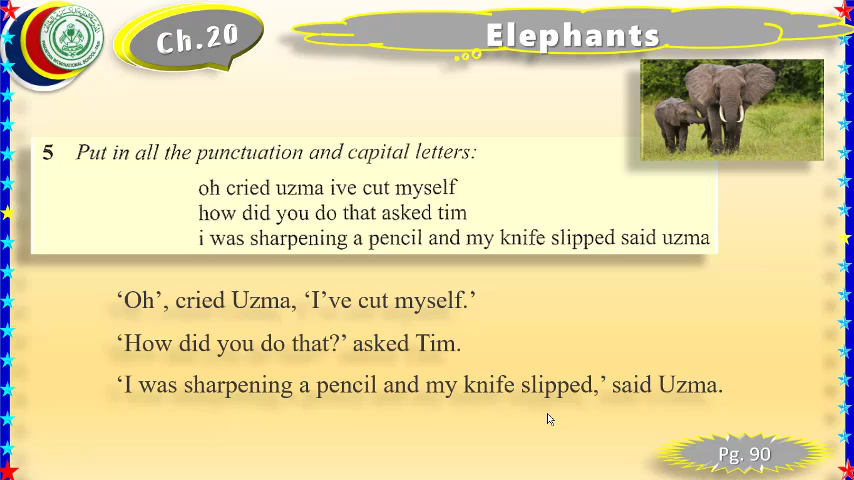 Ch.20
Elephants
5 Put in all the punctuation and capital letters:
oh cried uzma ive cut myself
how did you do that asked tim
i was sharpening a pencil and my knife slipped said uzma
‘Oh’, cried Uzma, ‘I’ve cut myself.’
‘How did you do that?’ asked Tim.
‘I was sharpening a pencil and my knife slipped,’ said Uzma.
Pg. 90